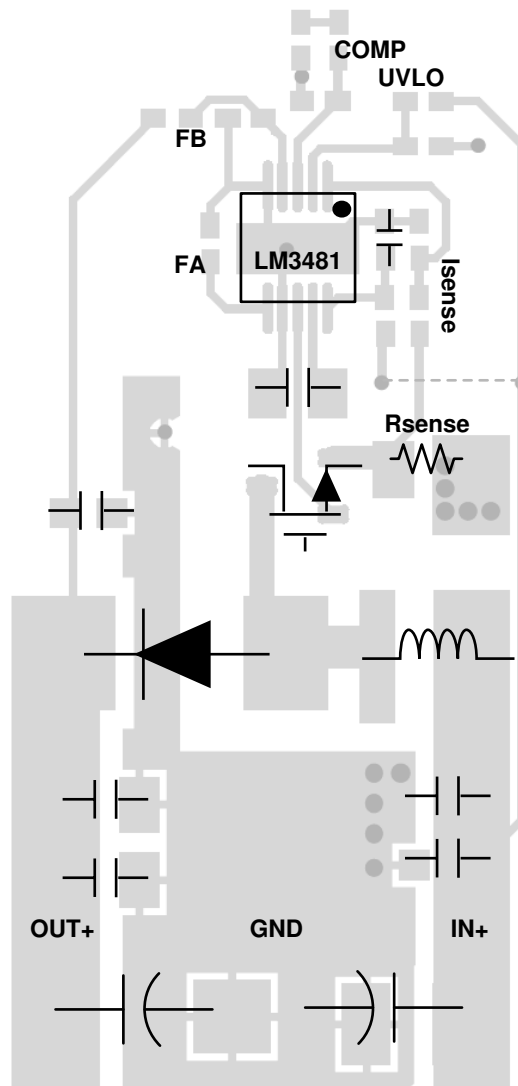 COMP
UVLO
FB
LM3481
FA
Isense
Rsense
OUT+
GND
IN+